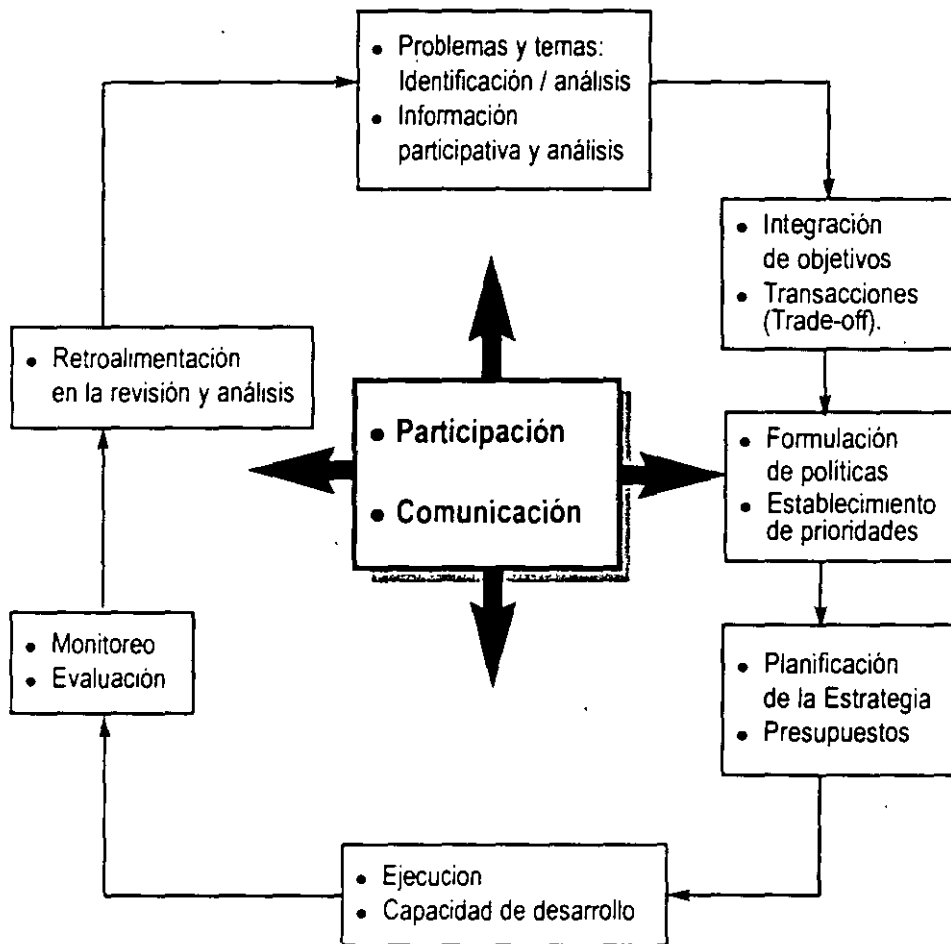 • Problemas y temas:
Identificación / análisis
• Información
participativa y análisis
• Integración
de objetivos
• Transacciones
(Trade-off).
• Retroalimentación
en la revisión y análisis
• Participación
• Comunicación
• Formulación
de políticas
• Establecimiento
de prioridades
• Monitoreo
• Evaluación
• Planificación
de la Estrategia
• Presupuestos
• Ejecucion
• Capacidad de desarrollo